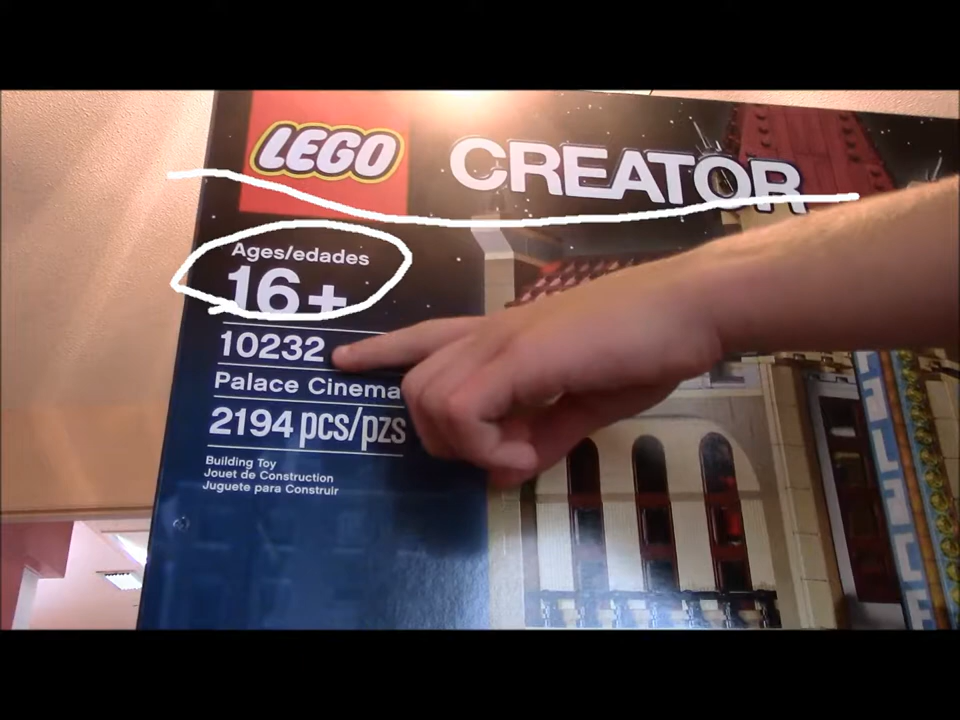 LEGO CREATOR
Ages/edades
16+
10232
Palace Cinema
2194 pcs/pzs
Building Toy
Jouet de Construction
Juguete para Construir